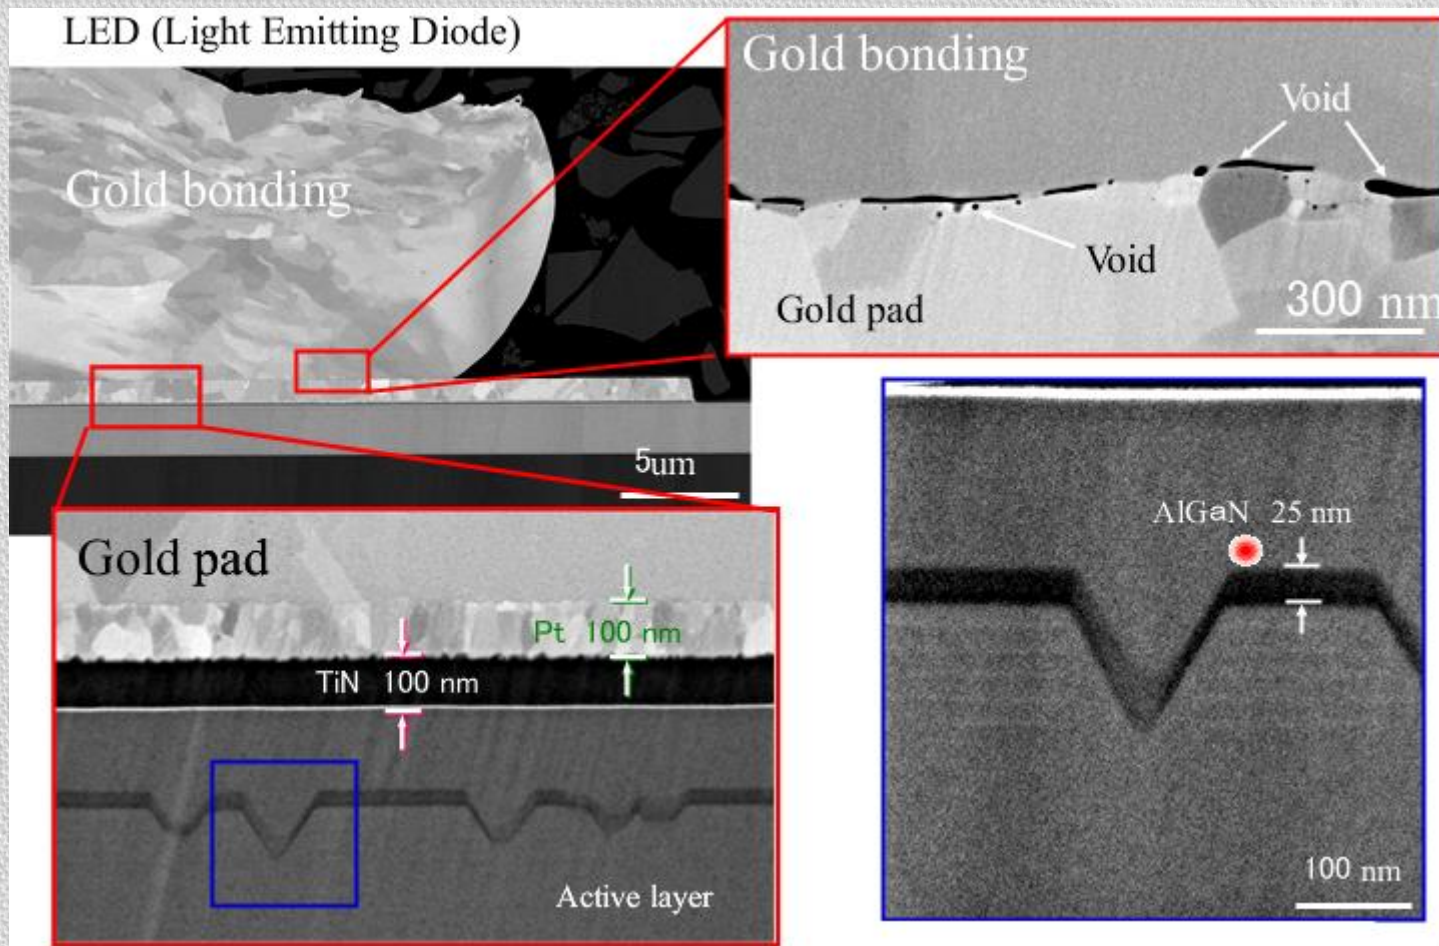 LED (Light Emitting Diode)
Gold bonding
5um
Gold bonding
Void
Void
Gold pad
300 nm
Gold pad
Pt 100 nm
TiN 100 nm
Active layer
AlGaN 25 nm
100 nm